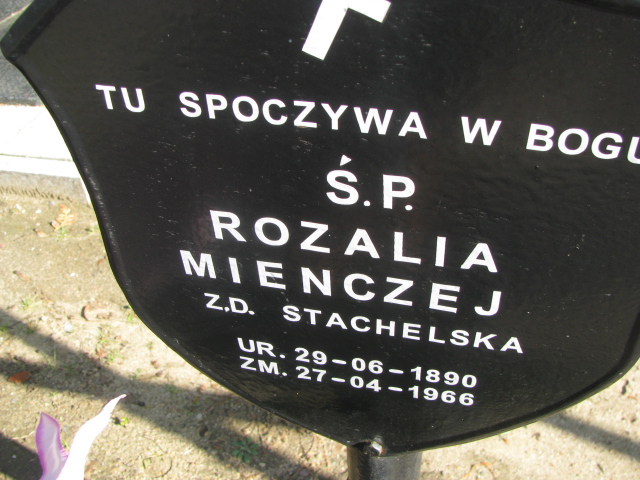 TU SPOCZYWA W BOGU
Ś.P.
ROZALIA
MIENCZEJ
Z.D. STACHELSKA
UR. 29-06-1890
ZM. 27-04-1966